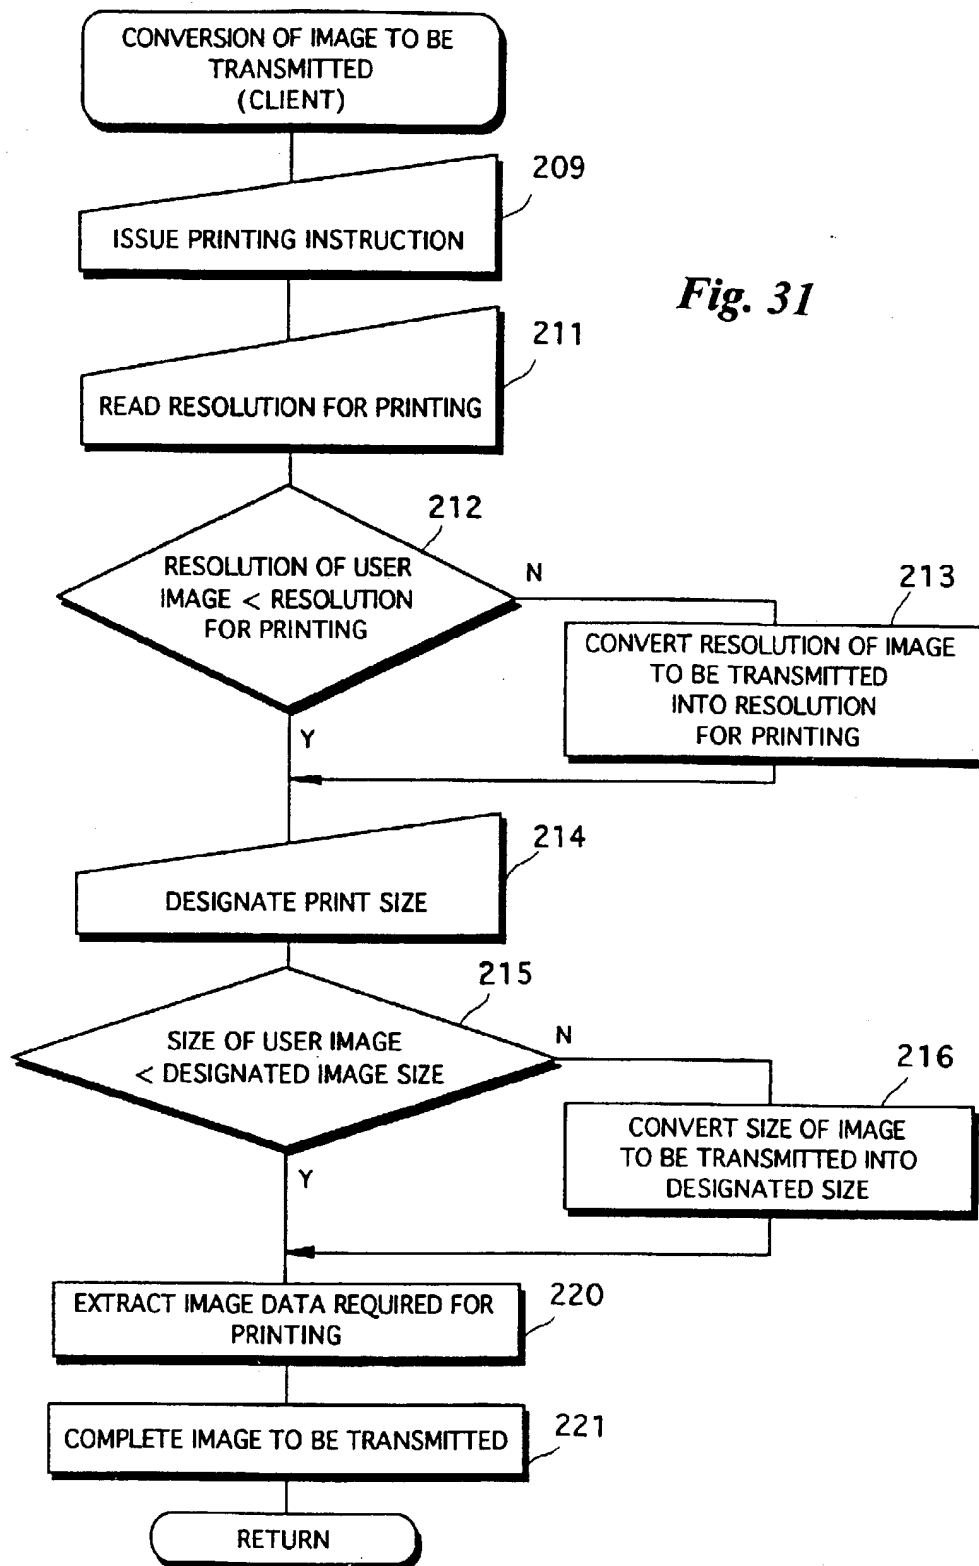 CONVERSION OF IMAGE TO BE
TRANSMITTED
(CLIENT)
209
ISSUE PRINTING INSTRUCTION
Fig. 31
211
READ RESOLUTION FOR PRINTING
212
RESOLUTION OF USER
IMAGE < RESOLUTION
FOR PRINTING
N
213
CONVERT RESOLUTION OF IMAGE
TO BE TRANSMITTED
INTO RESOLUTION
FOR PRINTING
Y
214
DESIGNATE PRINT SIZE
215
SIZE OF USER IMAGE
< DESIGNATED IMAGE SIZE
N
216
CONVERT SIZE OF IMAGE
TO BE TRANSMITTED INTO
DESIGNATED SIZE
Y
EXTRACT IMAGE DATA REQUIRED FOR
PRINTING
220
COMPLETE IMAGE TO BE TRANSMITTED
221
RETURN